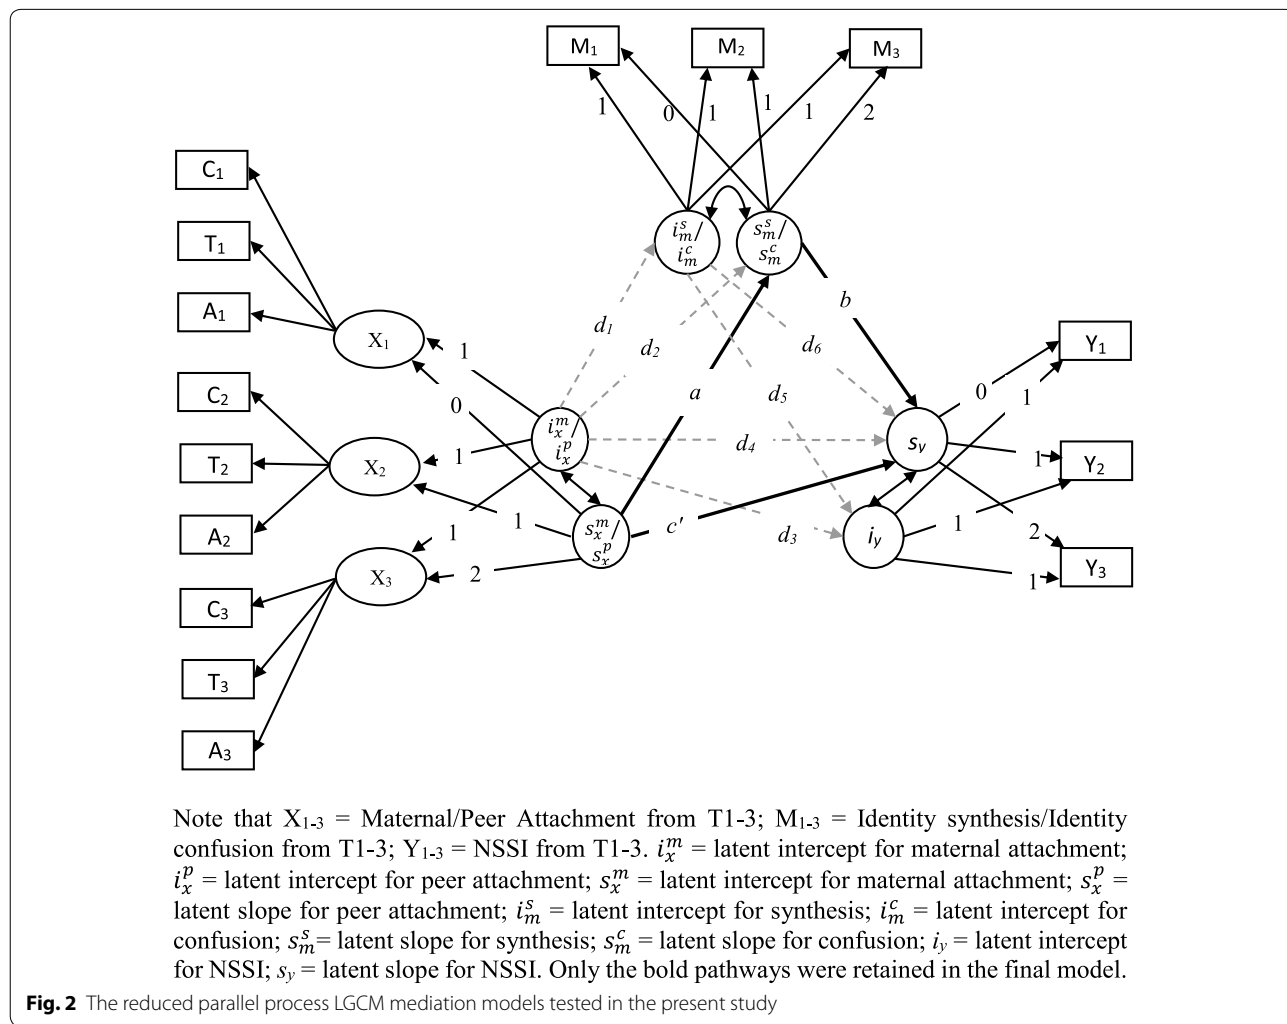 M₁ M₂ M₃
1 0 1 1 1 2
C₁
T₁
A₁
i_m^s/ i_m^c
s_m^s/ s_m^c
b
d₁
d₂
d₆
X₁
1
0
a
d₅
0
1
Y₁
C₂
T₂
A₂
X₂
1
1
i_x^m/ i_x^p
d₄
s_y
1
Y₂
1
1
s_x^m/ s_x^p
c′
d₃
i_y
1
2
Y₃
X₃
2
C₃
T₃
A₃
Note that X₁₋₃ = Maternal/Peer Attachment from T1-3; M₁₋₃ = Identity synthesis/Identity
confusion from T1-3; Y₁₋₃ = NSSI from T1-3. i_x^m = latent intercept for maternal attachment;
i_x^p = latent intercept for peer attachment; s_x^m = latent intercept for maternal attachment; s_x^p =
latent slope for peer attachment; i_m^s = latent intercept for synthesis; i_m^c = latent intercept for
confusion; s_m^s= latent slope for synthesis; s_m^c = latent slope for confusion; i_y = latent intercept
for NSSI; s_y = latent slope for NSSI. Only the bold pathways were retained in the final model.
Fig. 2 The reduced parallel process LGCM mediation models tested in the present study